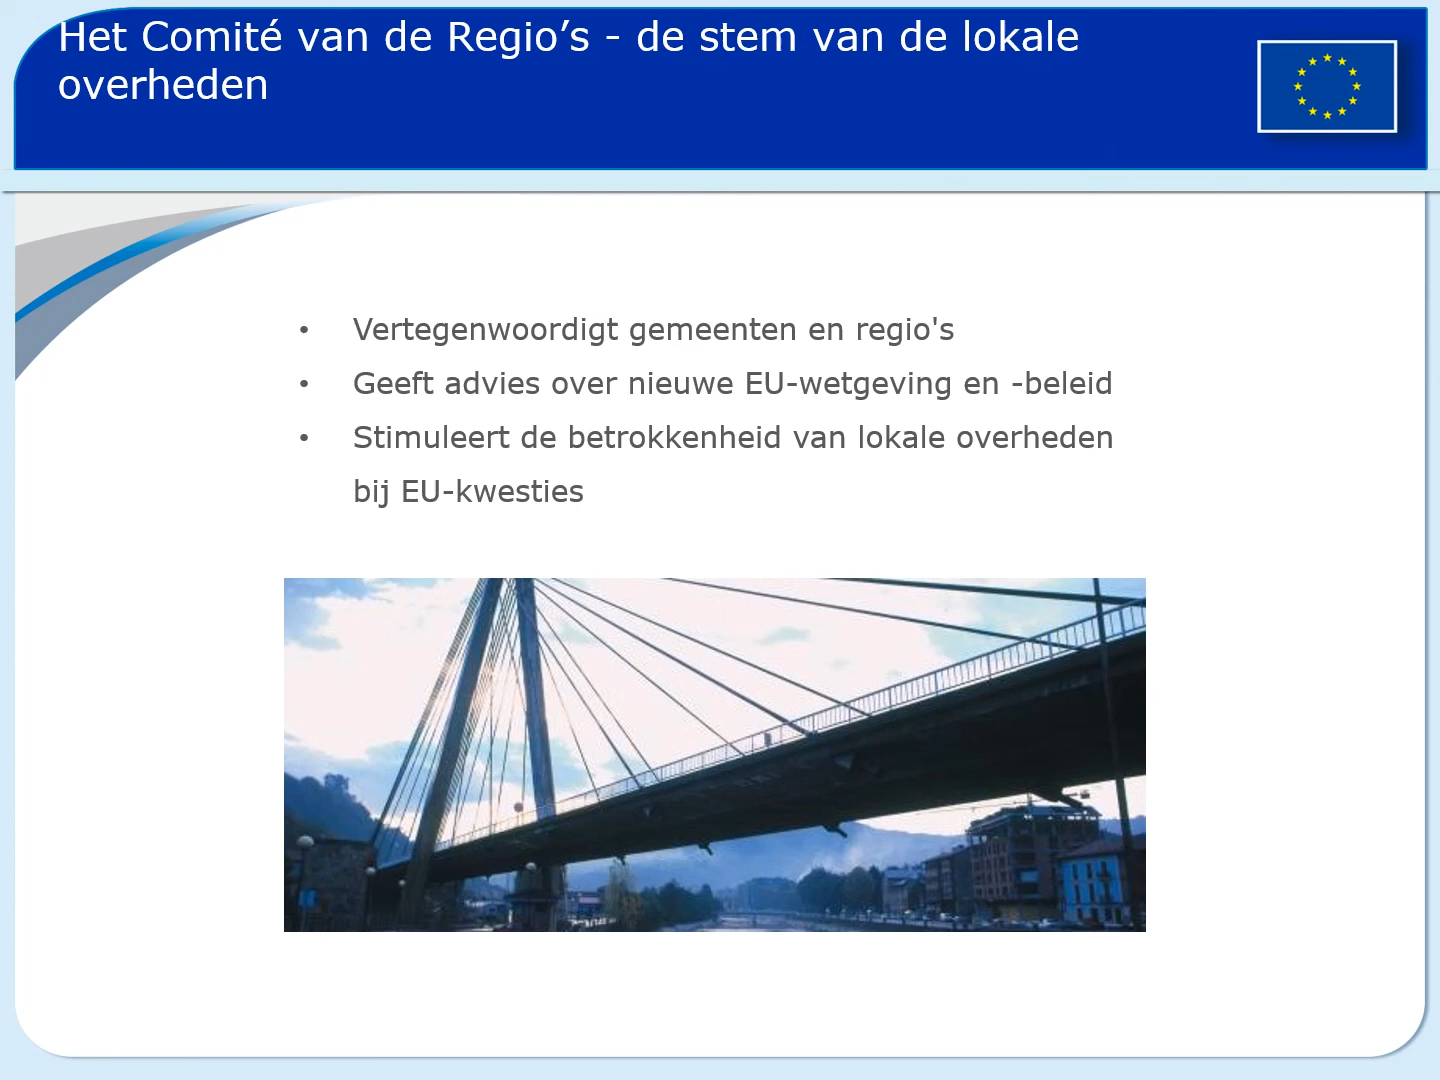 Het Comité van de Regio’s - de stem van de lokale
overheden
• Vertegenwoordigt gemeenten en regio's
• Geeft advies over nieuwe EU-wetgeving en -beleid
• Stimuleert de betrokkenheid van lokale overheden
bij EU-kwesties